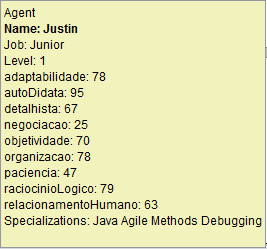 Agent
Name: Justin
Job: Junior
Level: 1
adaptabilidade: 78
autoDidata: 95
detalhista: 67
negociacao: 25
objetividade: 70
organizacao: 78
paciencia: 47
raciocinioLogico: 79
relacionamentoHumano: 63
Specializations: Java Agile Methods Debugging